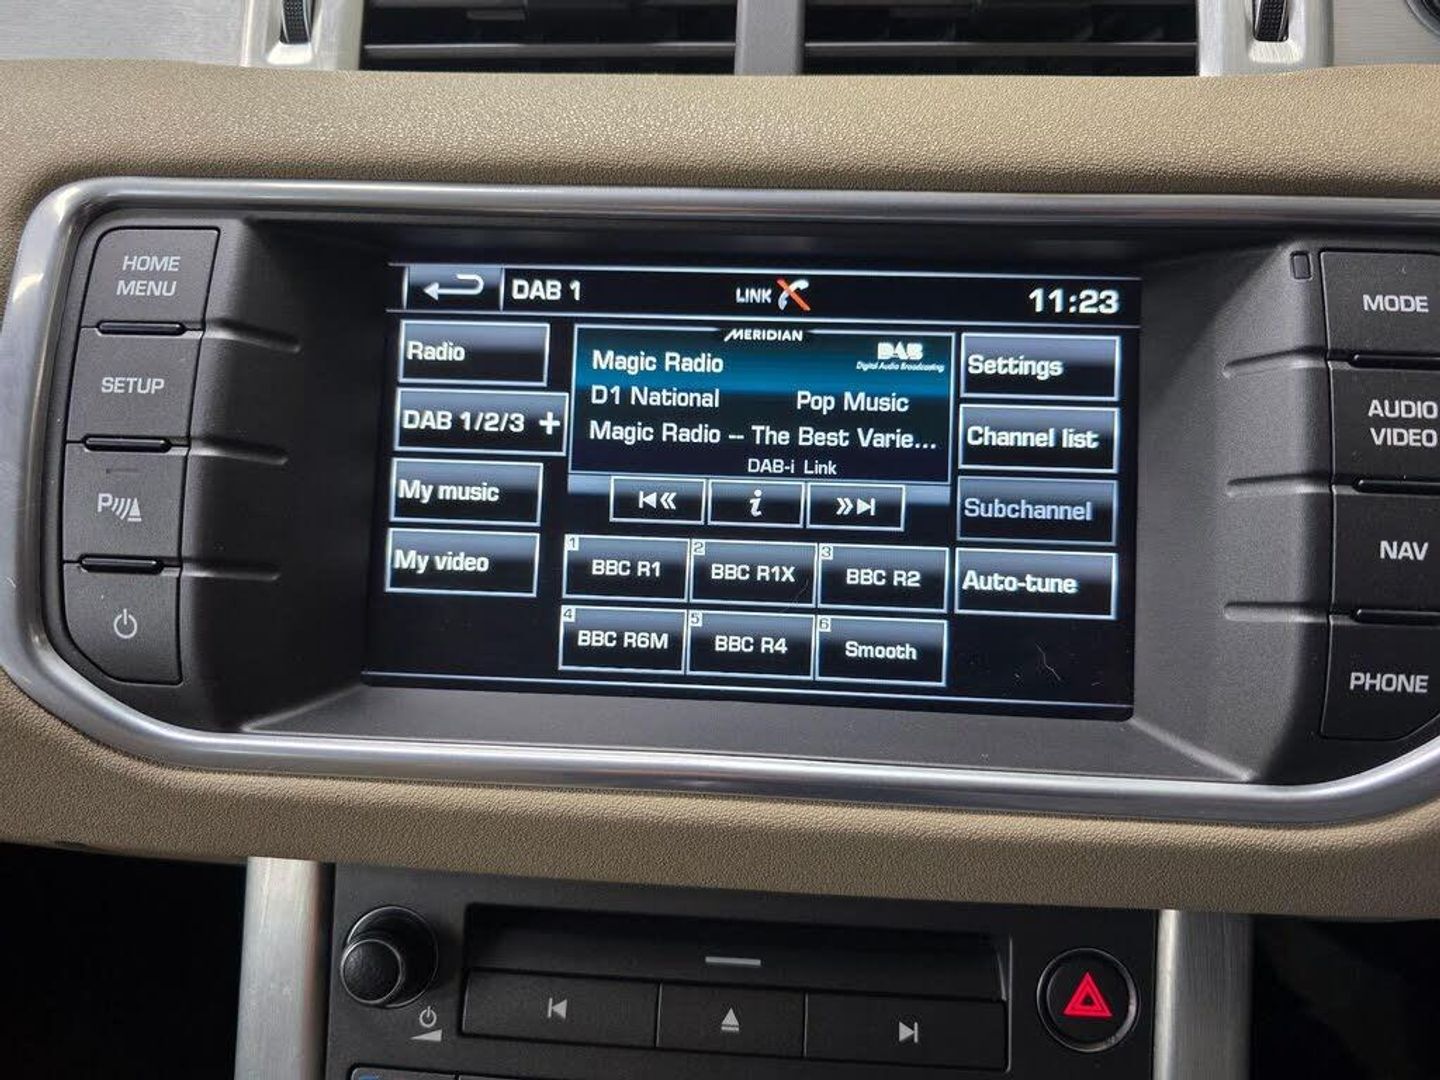 HOME
MENU
SETUP
P
DAB 1
LINK
11:23
Radio
DAB 1/2/3 +
My music
My video
MERIDIAN
Magic Radio
DAB
Digital Audio Broadcasting
D1 National
Pop Music
Magic Radio -- The Best Varie...
DAB-i Link
i
1
BBC R1
2
BBC R1X
3
BBC R2
4
BBC R6M
5
BBC R4
6
Smooth
Settings
Channel list
Subchannel
Auto-tune
MODE
AUDIO
VIDEO
NAV
PHONE